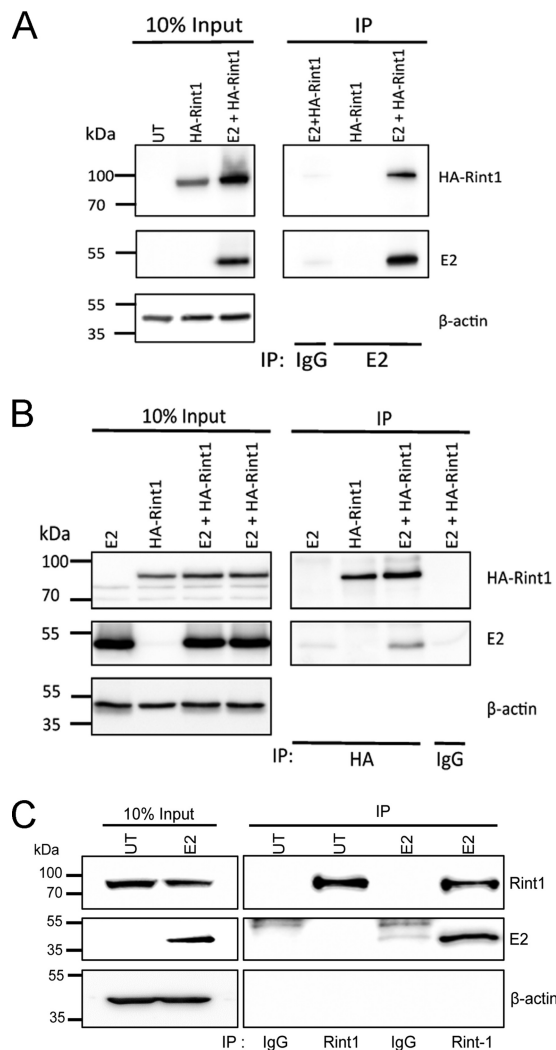 A
10% Input
IP
UT
HA-Rint1
E2 + HA-Rint1
E2+HA-Rint1
HA-Rint1
E2 + HA-Rint1
kDa
100
70
HA-Rint1
55
E2
55
35
β-actin
IP: IgG E2
B
10% Input
IP
E2
HA-Rint1
E2 + HA-Rint1
E2 + HA-Rint1
E2
HA-Rint1
E2 + HA-Rint1
E2 + HA-Rint1
kDa
100
70
HA-Rint1
55
E2
55
35
β-actin
IP: HA IgG
C
10% Input
IP
UT
E2
UT
UT
E2
E2
kDa
100
70
Rint1
55
35
E2
55
35
β-actin
IP : IgG Rint1 IgG Rint-1